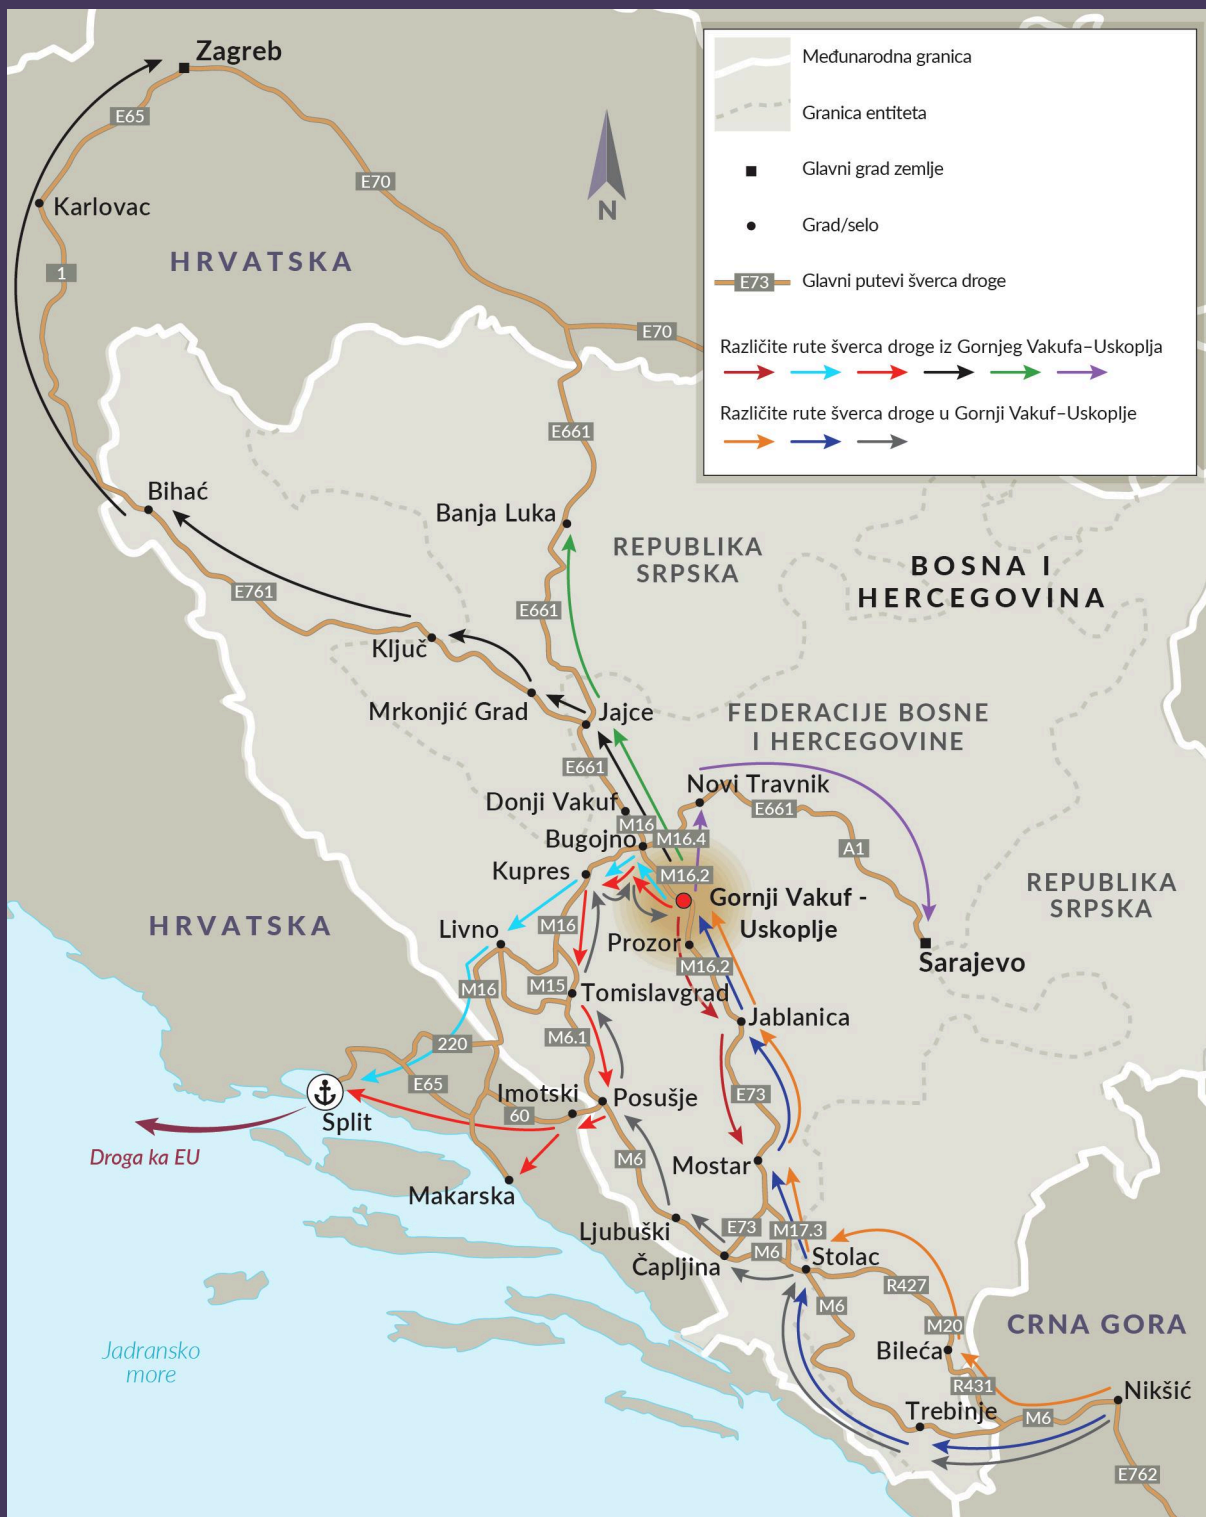 Zagreb
E65
E70
Karlovac
HRVATSKA
1
N
E70
Međunarodna granica
Granica entiteta
Glavni grad zemlje
Grad/selo
E73
Glavni putevi šverca droge
Različite rute šverca droge iz Gornjeg Vakufa–Uskoplja
Različite rute šverca droge u Gornji Vakuf–Uskoplje
E661
Bihać
Banja Luka
REPUBLIKA
SRPSKA
BOSNA I
HERCEGOVINA
E761
E661
Ključ
Mrkonjić Grad
Jajce
FEDERACIJE BOSNE
I HERCEGOVINE
E661
Novi Travnik
Donji Vakuf
E661
M16
M16.4
Bugojno
A1
Kupres
M16.2
Gornji Vakuf -
Uskoplje
REPUBLIKA
SRPSKA
HRVATSKA
Livno
M16
Prozor
Sarajevo
M16.2
M16
M15
Tomislavgrad
Jablanica
M6.1
220
E65
Imotski
60
Posušje
E73
Split
Droga ka EU
M6
Mostar
Makarska
Ljubuški
E73
M17.3
M6
Čapljina
Stolac
R427
M6
M20
CRNA GORA
Jadransko
more
Bileća
R431
Nikšić
Trebinje
M6
E762